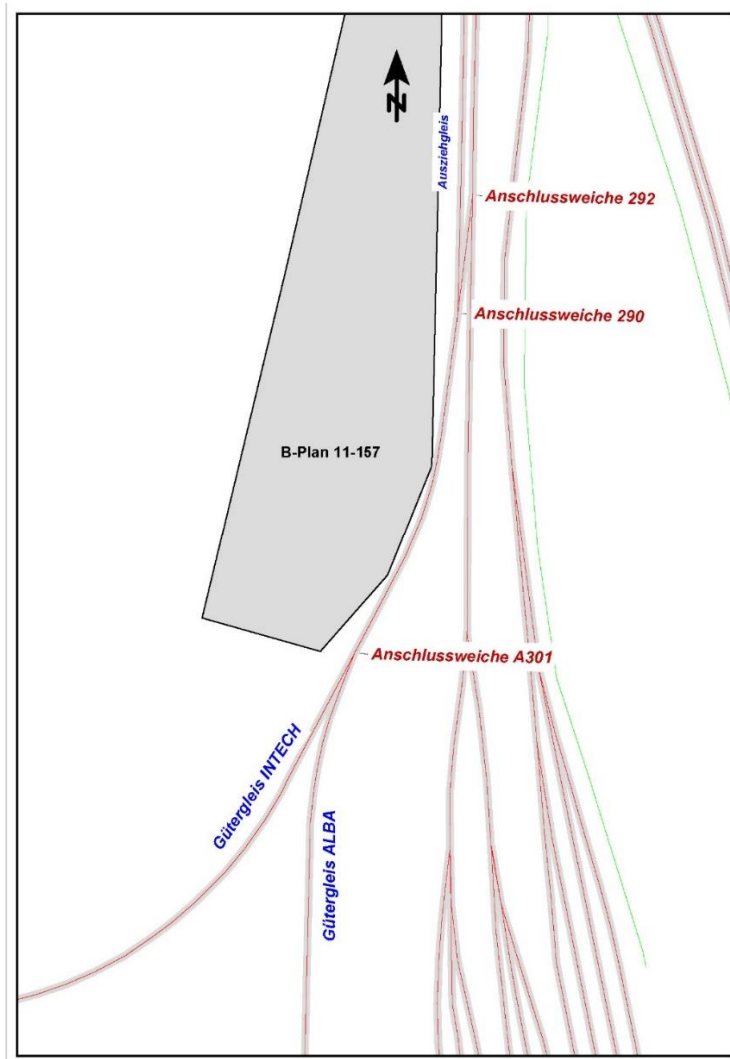 N
Ausziehgleis
Anschlussweiche 292
Anschlussweiche 290
B-Plan 11-157
Anschlussweiche A301
Gütergleis INTECH
Gütergleis ALBA